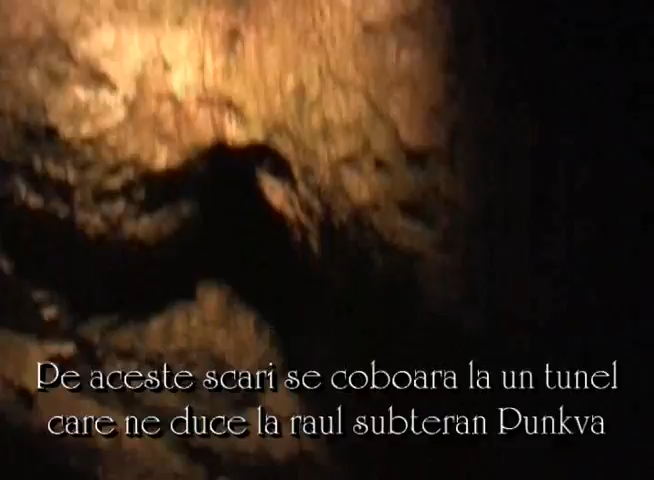 Pe aceste scari se coboara la un tunel
care ne duce la raul subteran Punkva